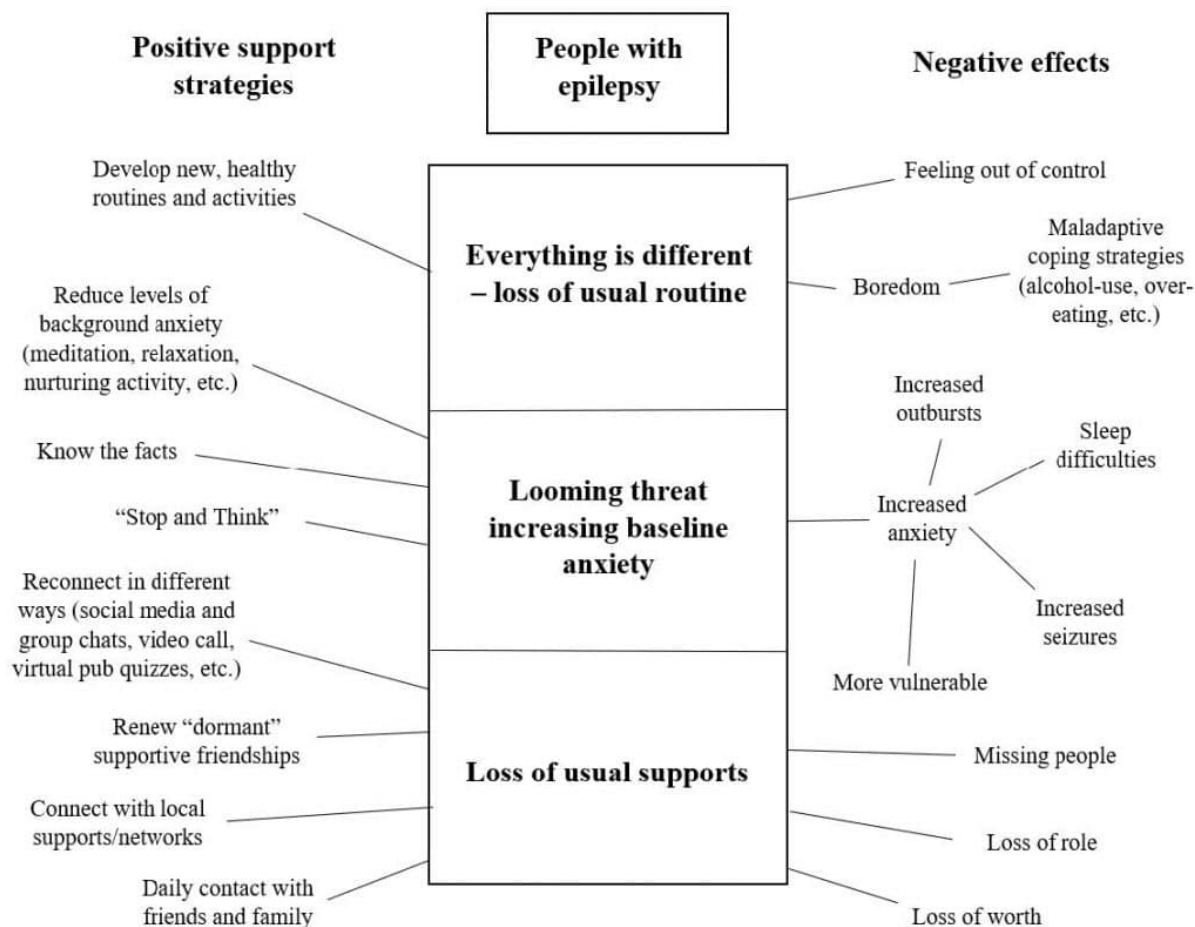 Positive support
strategies
People with
epilepsy
Negative effects
Develop new, healthy
routines and activities
Reduce levels of
background anxiety
(meditation, relaxation,
nurturing activity, etc.)
Know the facts
“Stop and Think”
Reconnect in different
ways (social media and
group chats, video call,
virtual pub quizzes, etc.)
Renew “dormant”
supportive friendships
Connect with local
supports/networks
Daily contact with
friends and family
Everything is different
– loss of usual routine
Looming threat
increasing baseline
anxiety
Loss of usual supports
Feeling out of control
Boredom
Maladaptive
coping strategies
(alcohol-use, over-
eating, etc.)
Increased
outbursts
Sleep
difficulties
Increased
anxiety
Increased
seizures
More vulnerable
Missing people
Loss of role
Loss of worth